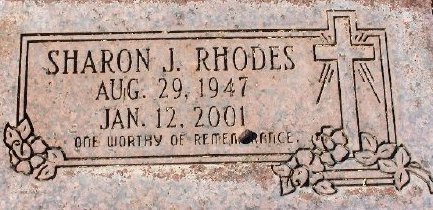 SHARON J. RHODES
AUG. 29, 1947
JAN. 12, 2001
ONE WORTHY OF REMEMBRANCE